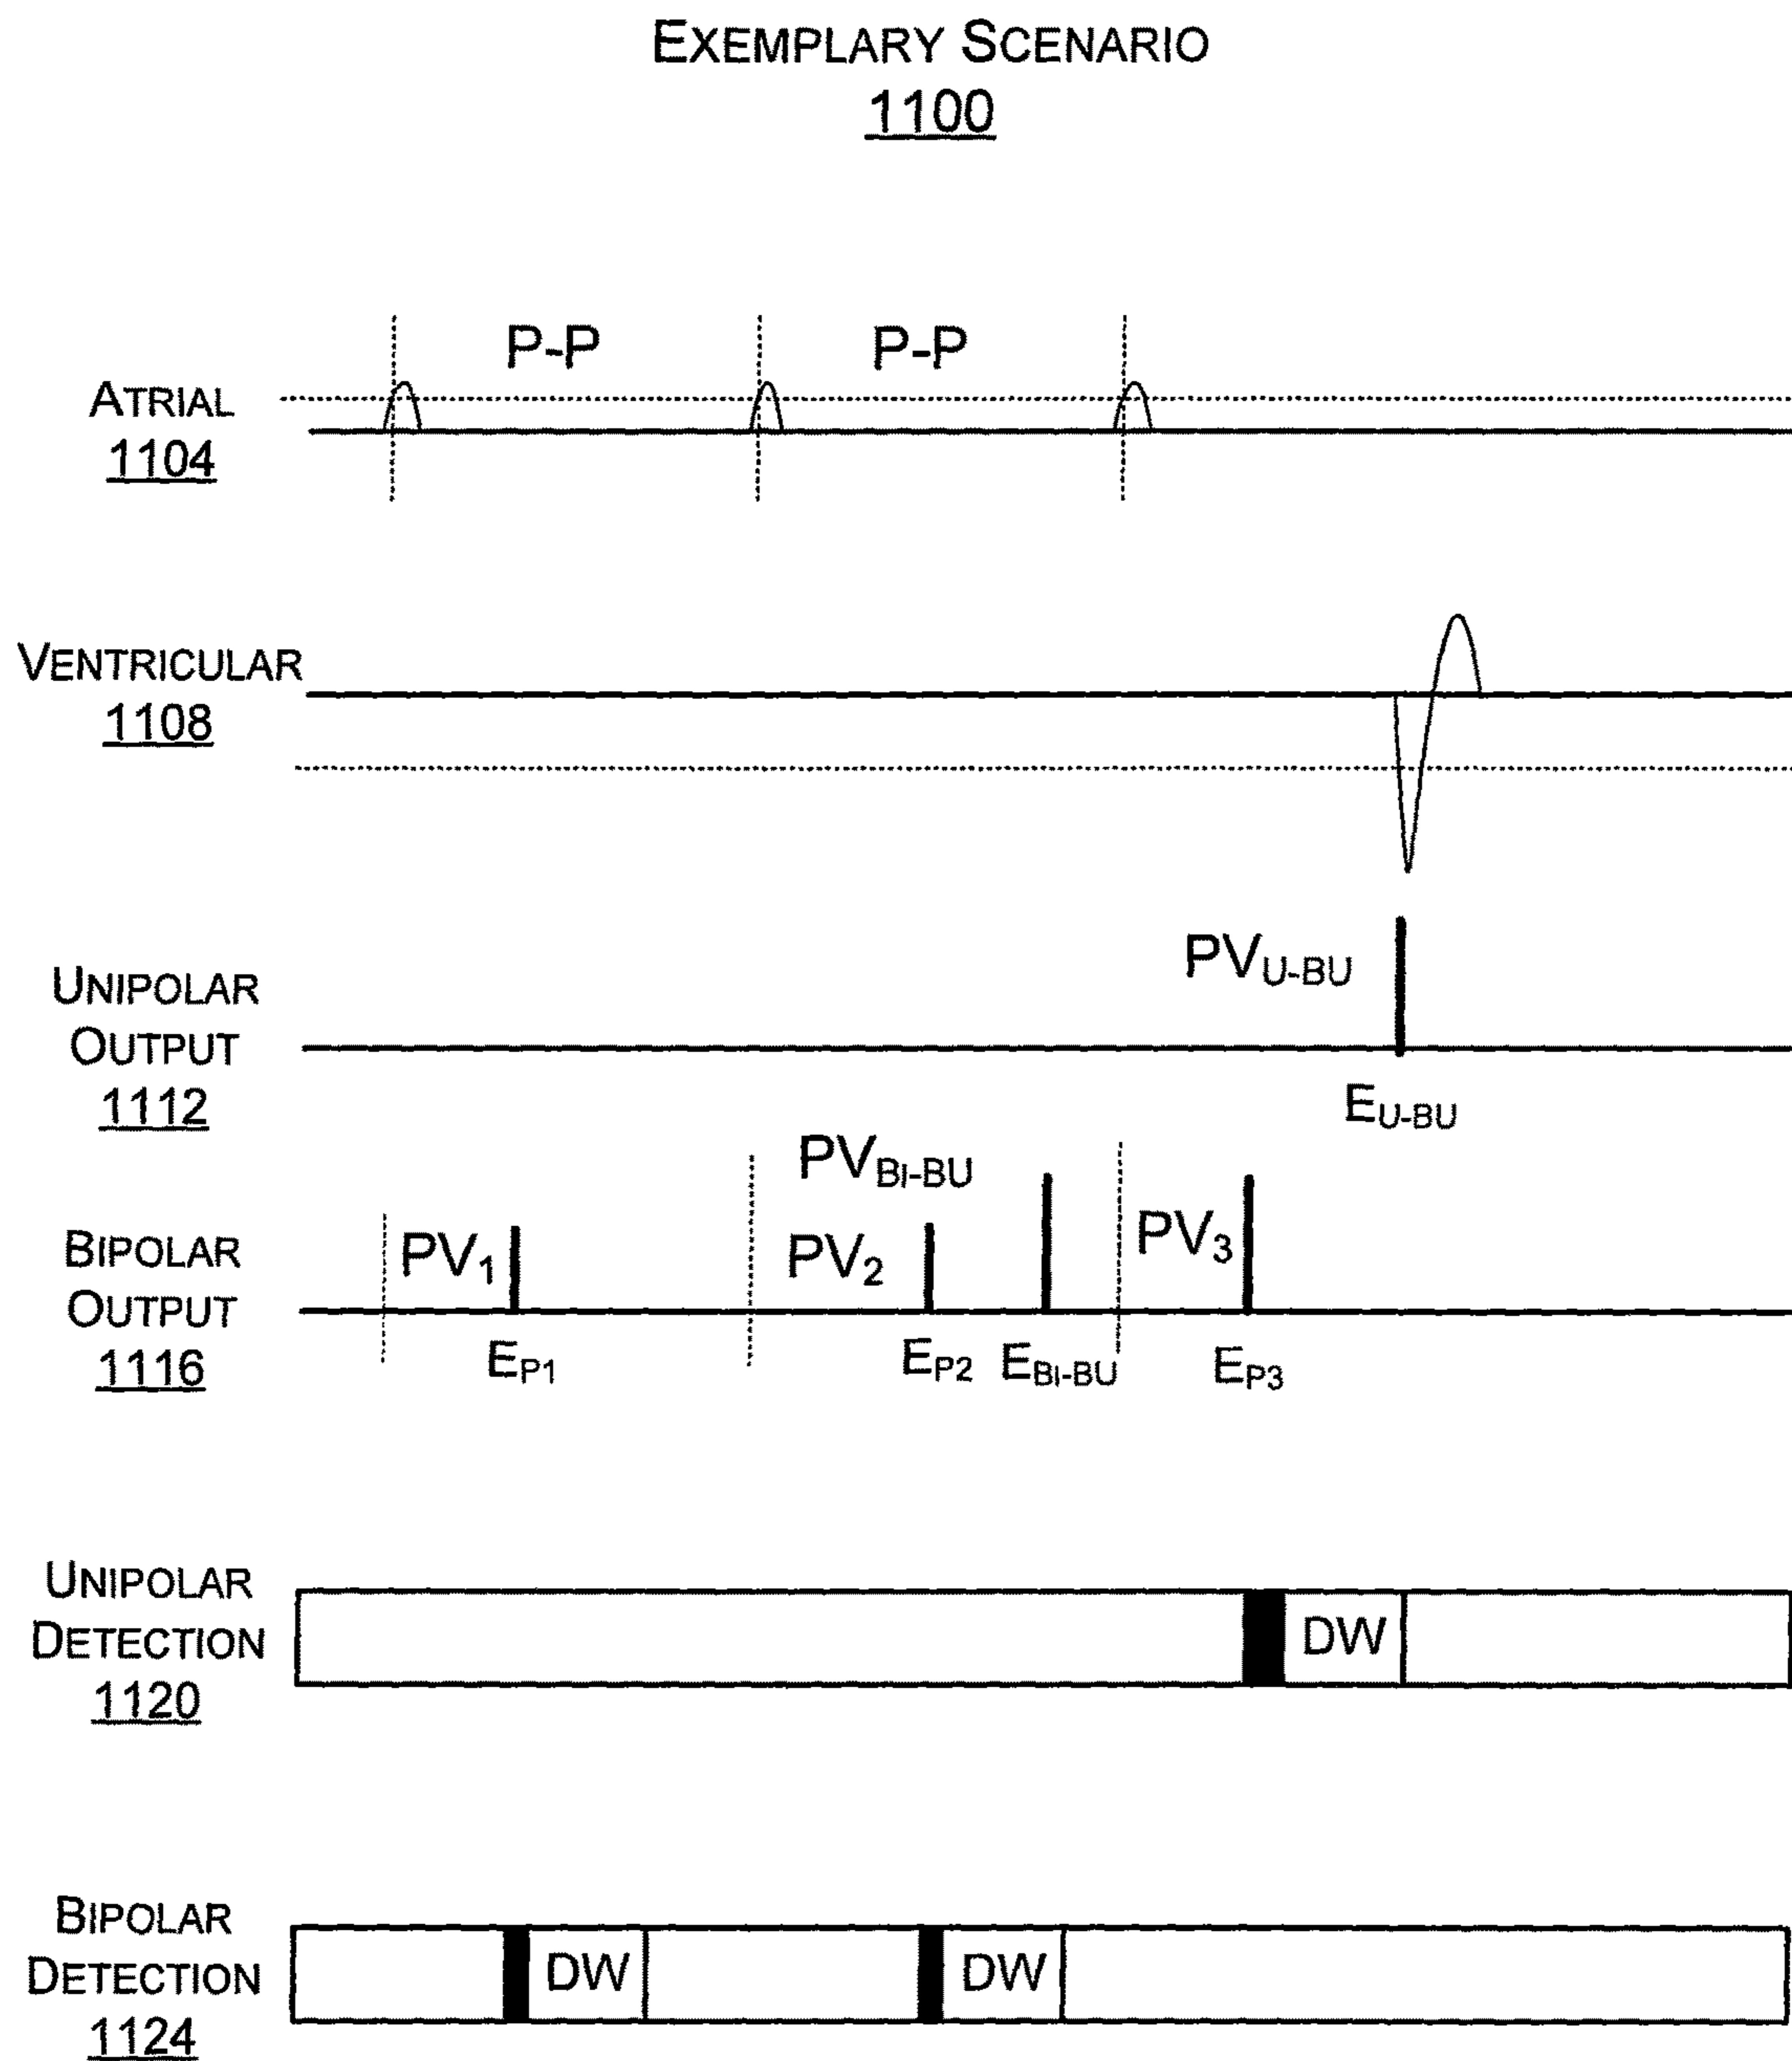 EXEMPLARY SCENARIO
1100
P-P P-P
ATRIAL
1104
VENTRICULAR
1108
PVU-BU
UNIPOLAR
OUTPUT
1112
EU-BU
PVBI-BU
PV1 PV2 PV3
BIPOLAR
OUTPUT
1116
EP1 EP2 EBI-BU EP3
UNIPOLAR
DETECTION
1120
DW
BIPOLAR
DETECTION
1124
DW DW